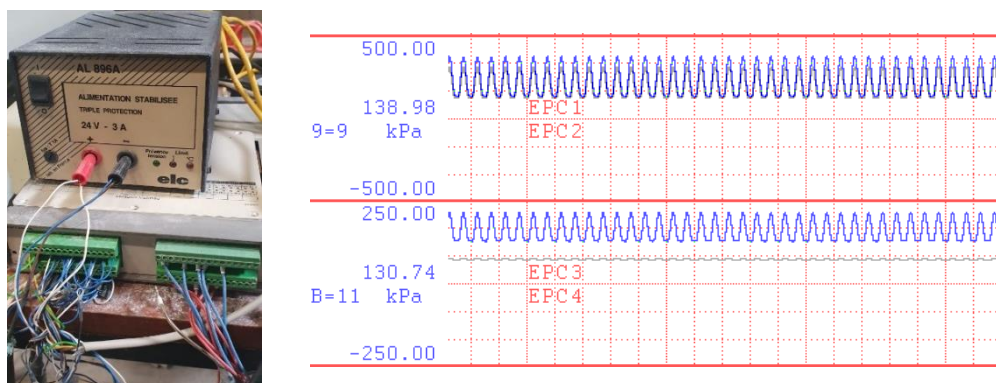 AL 896A
ALIMENTATION STABILISEE
TRIPLE PROTECTION
24 V - 3 A
+ -
elc
500.00
138.98 EPC1
9=9 kPa EPC2
-500.00
250.00
130.74 EPC3
B=11 kPa EPC4
-250.00